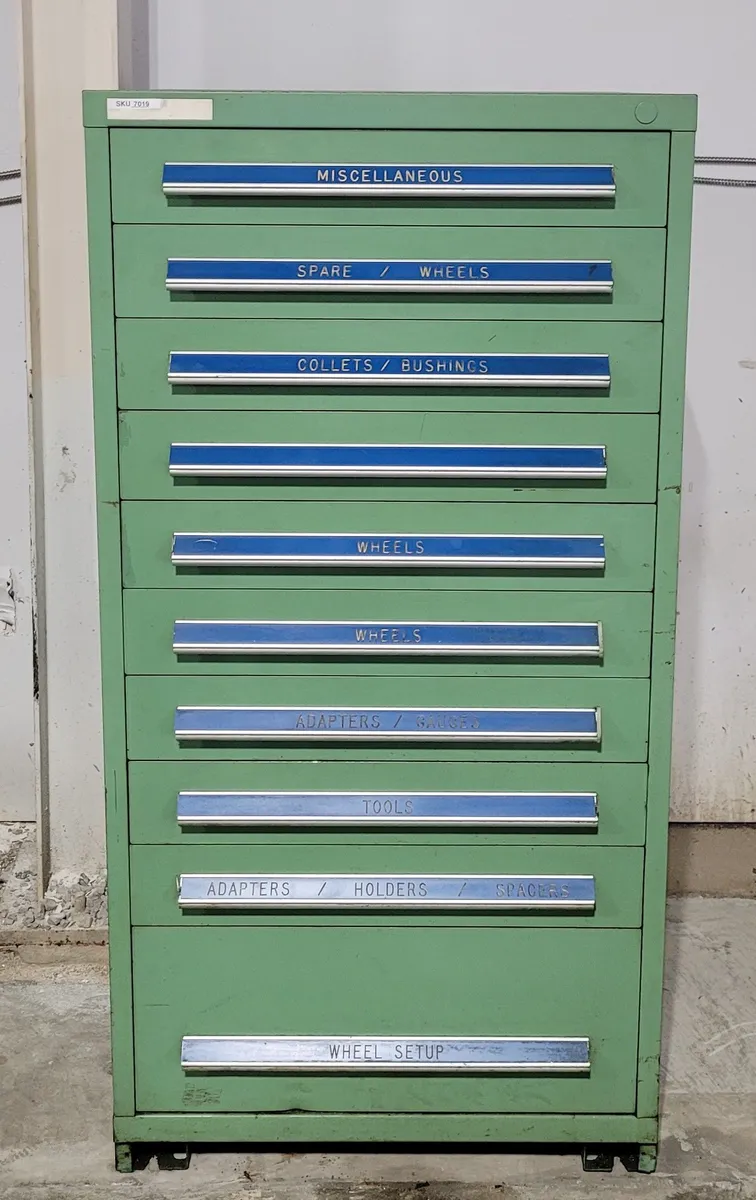 SKU 7019
MISCELLANEOUS
SPARE / WHEELS
COLLETS / BUSHINGS
WHEELS
WHEELS
ADAPTERS / GAUGES
TOOLS
ADAPTERS / HOLDERS / SPACERS
WHEEL SETUP